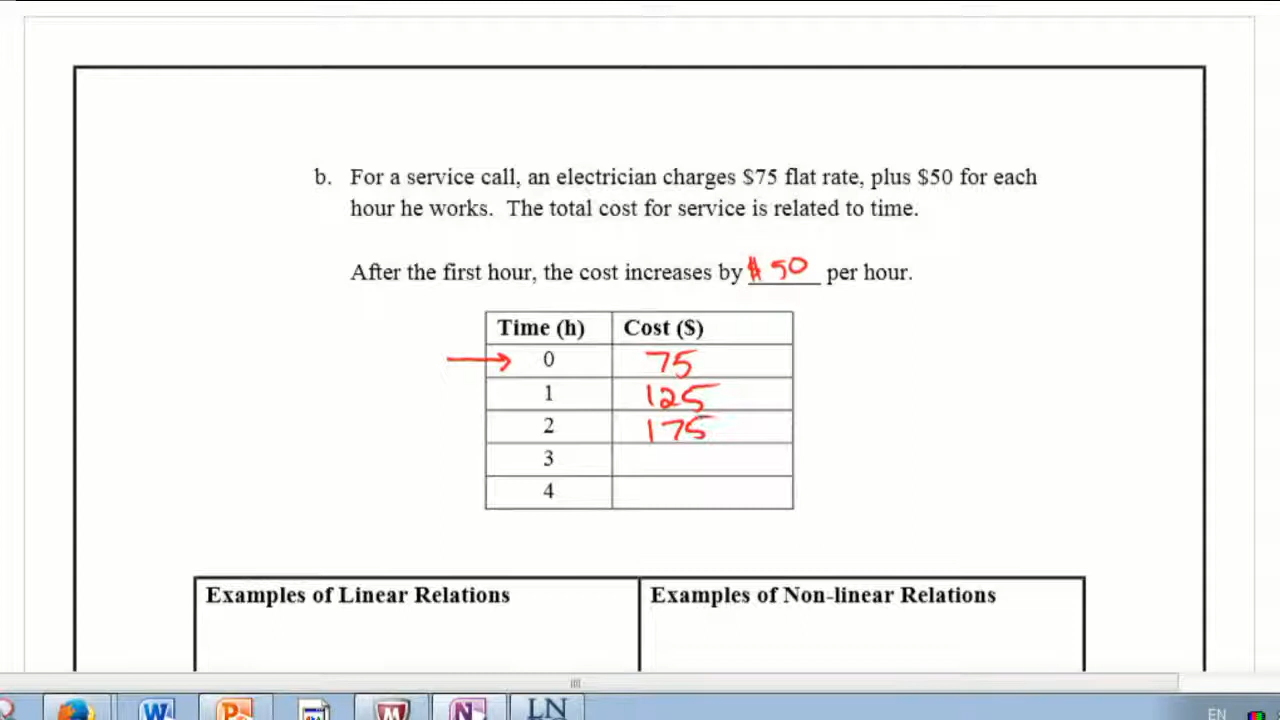 b. For a service call, an electrician charges $75 flat rate, plus $50 for each
hour he works. The total cost for service is related to time.
After the first hour, the cost increases by $50 per hour.
Time (h) Cost ($)
0 75
1 125
2 175
3
4
Examples of Linear Relations Examples of Non-linear Relations
W P N LN EN